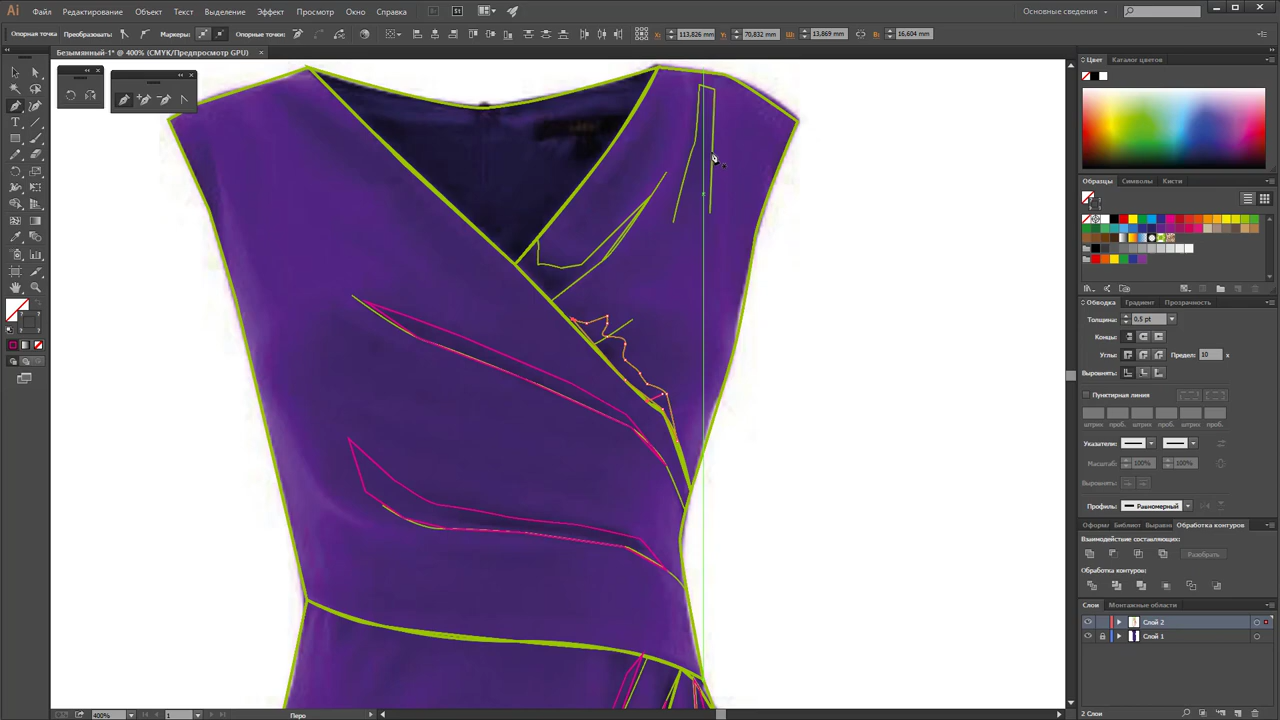 Файл Редактирование Объект Текст Выделение Эффект Просмотр Окно Справка
St
Основные сведения
Опорная точка Преобразовать: Маркеры: Опорные точки:
X: 113,826 mm Y: 70,832 mm Ш: 13,869 mm В: 16,604 mm
Безымянный-1* @ 400% (CMYK/Предпросмотр GPU) ×
Цвет Каталог цветов
Образцы Символы Кисти
Обводка Градиент Прозрачность
Толщина: 0,5 pt
Концы:
Углы: Предел: 10 x
Выровнять:
Пунктирная линия
штрих проб. штрих проб. штрих проб.
Указатели:
Масштаб: 100% 100%
Выровнять:
Профиль: Равномерный
Оформ Библиот Выравни Обработка контуров
Взаимодействие составляющих:
Разобрать
Обработка контуров:
Слои Монтажные области
Слой 2
Слой 1
2 Слои
400% 1 Перо